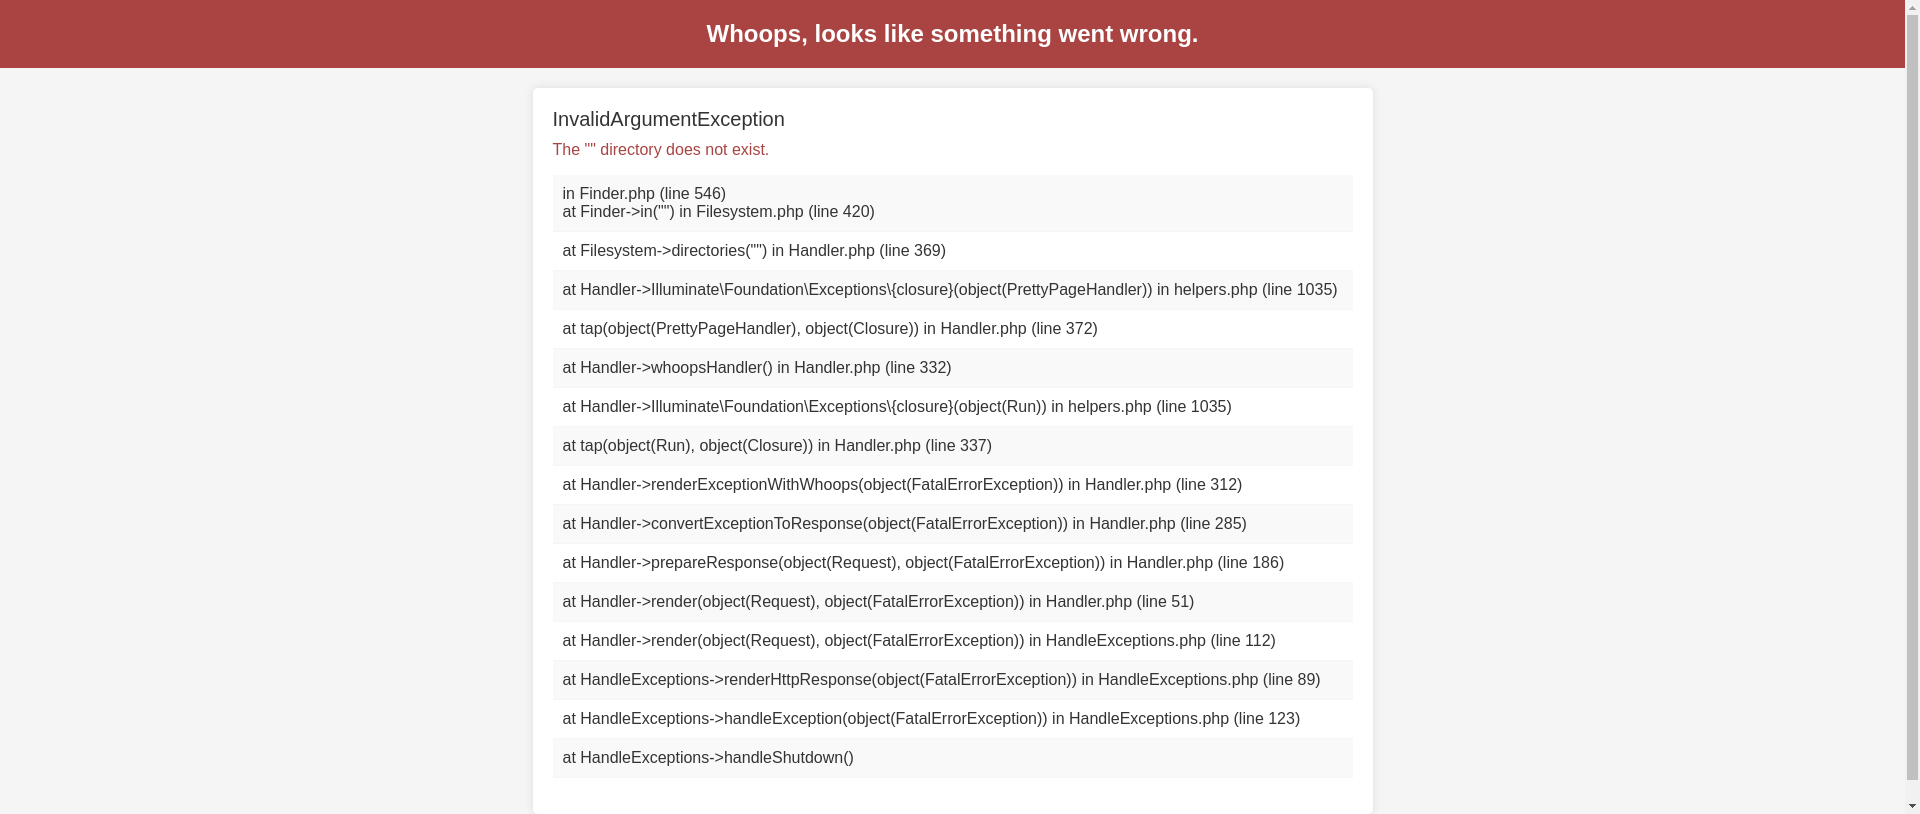 Whoops, looks like something went wrong.
InvalidArgumentException
The "" directory does not exist.
in Finder.php (line 546)
at Finder->in("") in Filesystem.php (line 420)
at Filesystem->directories("") in Handler.php (line 369)
at Handler->Illuminate\Foundation\Exceptions\{closure}(object(PrettyPageHandler)) in helpers.php (line 1035)
at tap(object(PrettyPageHandler), object(Closure)) in Handler.php (line 372)
at Handler->whoopsHandler() in Handler.php (line 332)
at Handler->Illuminate\Foundation\Exceptions\{closure}(object(Run)) in helpers.php (line 1035)
at tap(object(Run), object(Closure)) in Handler.php (line 337)
at Handler->renderExceptionWithWhoops(object(FatalErrorException)) in Handler.php (line 312)
at Handler->convertExceptionToResponse(object(FatalErrorException)) in Handler.php (line 285)
at Handler->prepareResponse(object(Request), object(FatalErrorException)) in Handler.php (line 186)
at Handler->render(object(Request), object(FatalErrorException)) in Handler.php (line 51)
at Handler->render(object(Request), object(FatalErrorException)) in HandleExceptions.php (line 112)
at HandleExceptions->renderHttpResponse(object(FatalErrorException)) in HandleExceptions.php (line 89)
at HandleExceptions->handleException(object(FatalErrorException)) in HandleExceptions.php (line 123)
at HandleExceptions->handleShutdown()